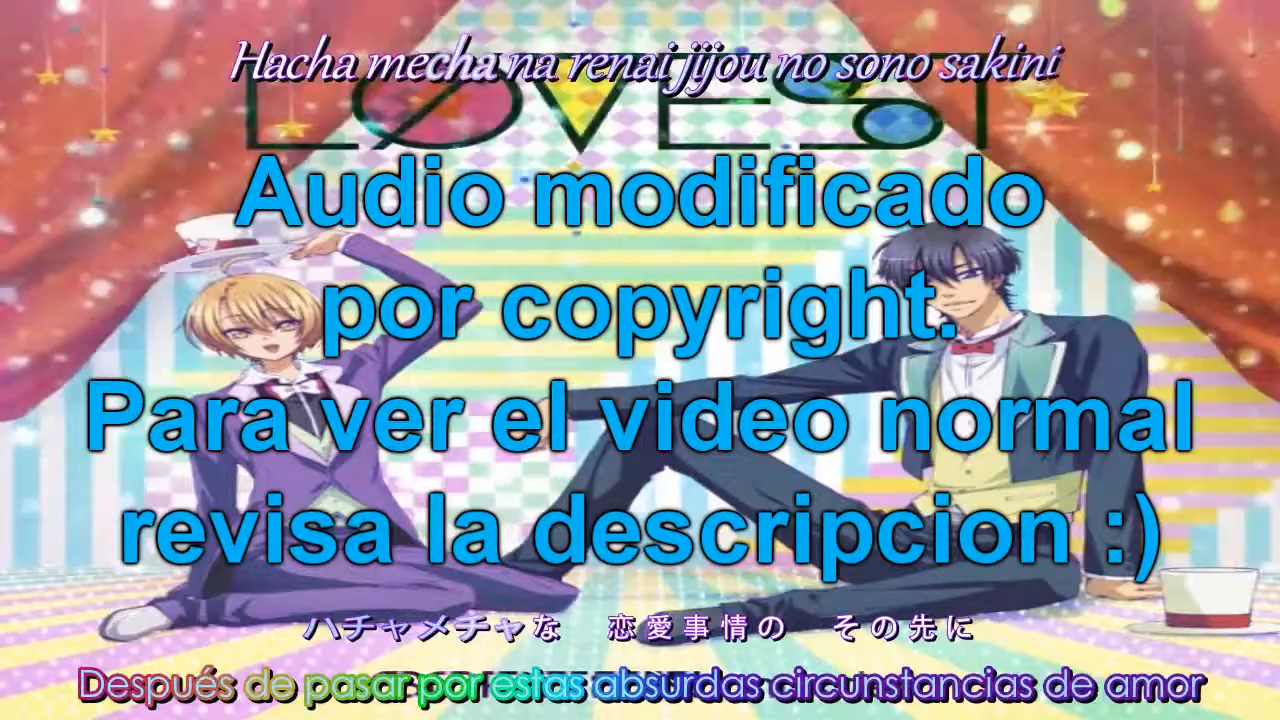 Hacha mecha na renai jijou no sono sakini
LØVEST
Audio modificado
por copyright.
Para ver el video normal
revisa la descripcion :)
ハチャメチャな 恋愛事情の その先に
Después de pasar por estas absurdas circunstancias de amor